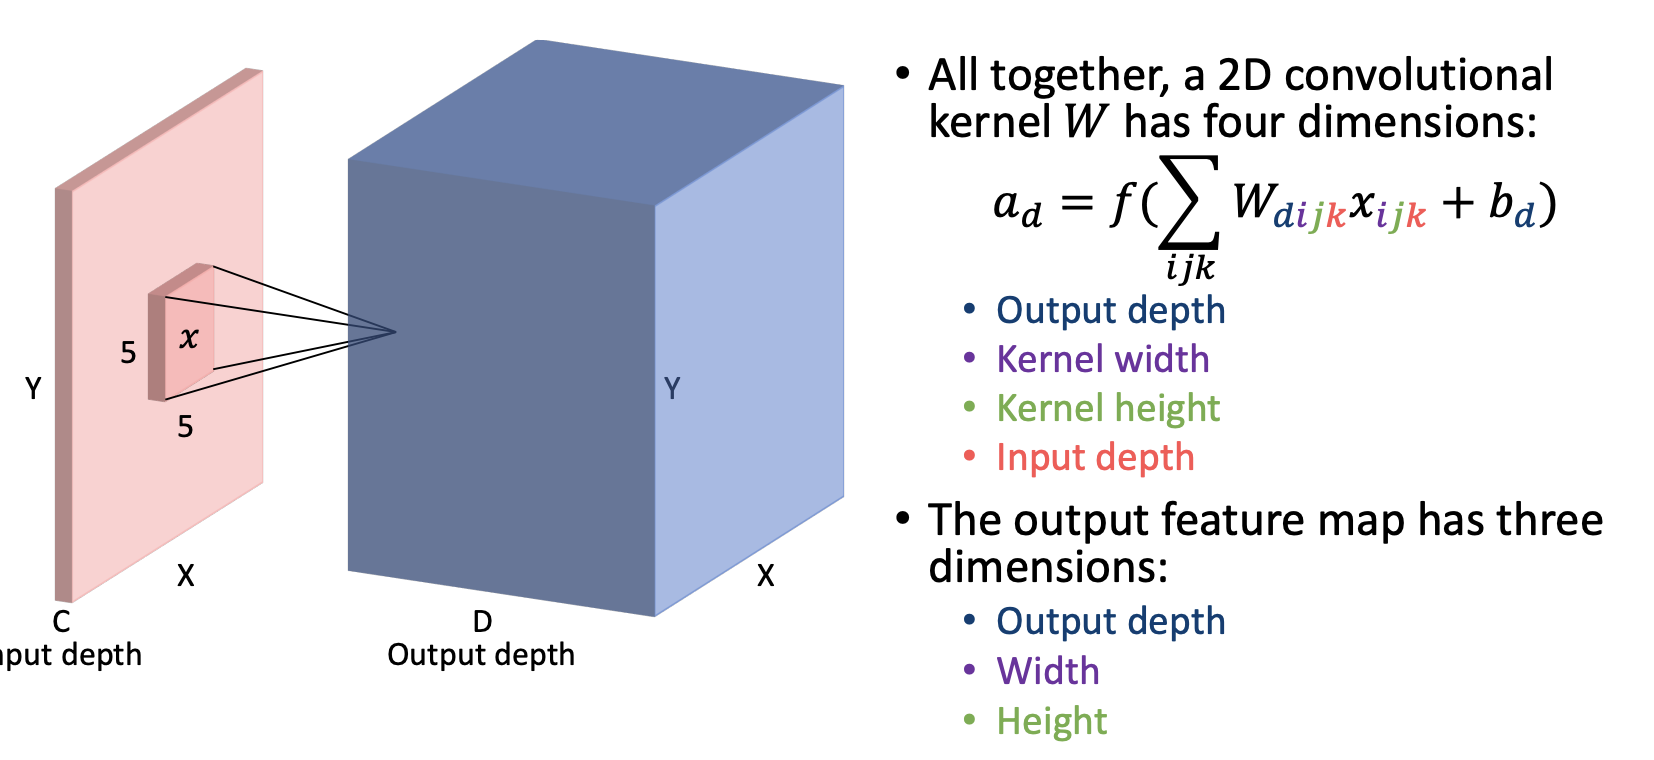 Y
5
x
5
X
C
nput depth
Y
X
D
Output depth
• All together, a 2D convolutional
kernel W has four dimensions:
a_d = f(∑_{ijk} W_{dijk}x_{ijk} + b_d)
• Output depth
• Kernel width
• Kernel height
• Input depth
• The output feature map has three
dimensions:
• Output depth
• Width
• Height